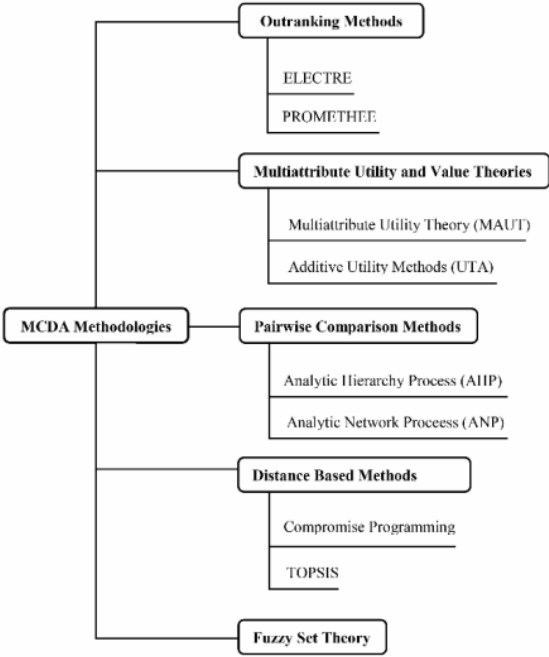 Outranking Methods
ELECTRE
PROMETHEE
Multiattribute Utility and Value Theories
Multiattribute Utility Theory (MAUT)
Additive Utility Methods (UTA)
MCDA Methodologies
Pairwise Comparison Methods
Analytic Hierarchy Process (AHP)
Analytic Network Proceess (ANP)
Distance Based Methods
Compromise Programming
TOPSIS
Fuzzy Set Theory